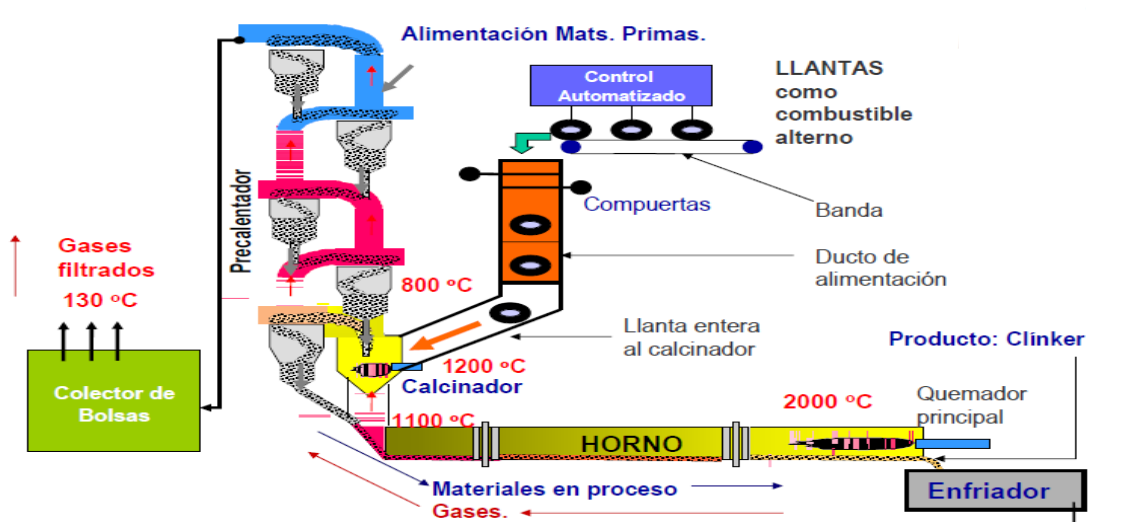 Alimentación Mats. Primas.
Control
Automatizado
LLANTAS
como
combustible
alterno
Precalentador
Compuertas
Banda
Gases
filtrados
130 ºC
800 ºC
Ducto de
alimentación
Llanta entera
al calcinador
Producto: Clínker
1200 ºC
Calcinador
Colector de
Bolsas
2000 ºC
Quemador
principal
1100 ºC
HORNO
Materiales en proceso
Gases.
Enfriador